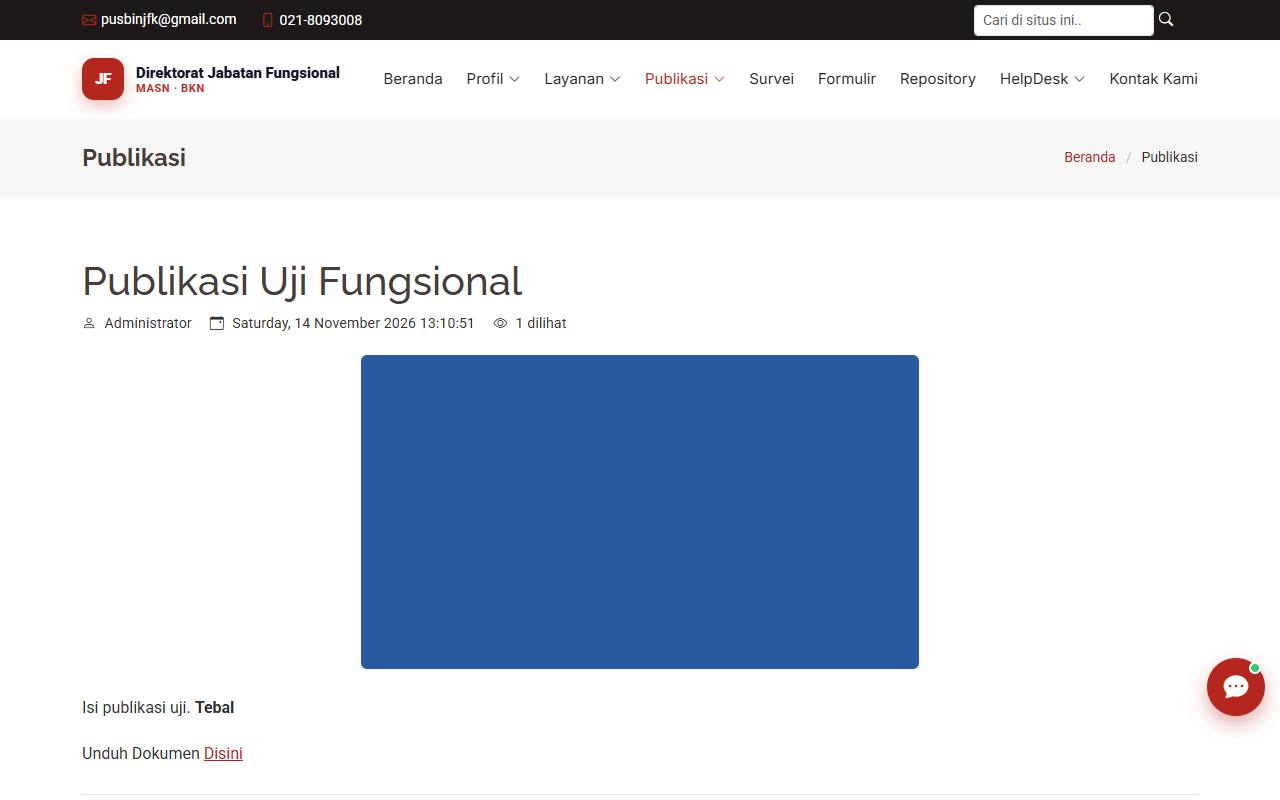 pusbinjfk@gmail.com 021-8093008 Cari di situs ini..
JF Direktorat Jabatan Fungsional
MASN · BKN
Beranda Profil Layanan Publikasi Survei Formulir Repository HelpDesk Kontak Kami
Publikasi Beranda / Publikasi
Publikasi Uji Fungsional
Administrator Saturday, 14 November 2026 13:10:51 1 dilihat
Isi publikasi uji. Tebal
Unduh Dokumen Disini